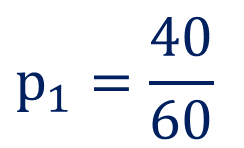 p₁ = 40/60